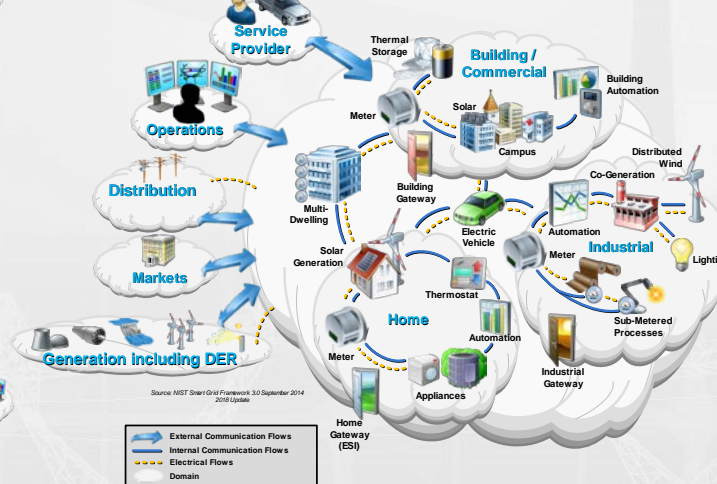 Service
Provider
Operations
Distribution
Markets
Generation including DER
Thermal
Storage
Building /
Commercial
Building
Automation
Meter
Solar
Campus
Building
Gateway
Multi-
Dwelling
Electric
Vehicle
Solar
Generation
Thermostat
Home
Automation
Meter
Appliances
Home
Gateway
(ESI)
Distributed
Wind
Co-Generation
Automation
Industrial
Meter
Lighti
Sub-Metered
Processes
Industrial
Gateway
Source: NIST Smart Grid Framework 3.0 September 2014
2018 Update
External Communication Flows
Internal Communication Flows
Electrical Flows
Domain